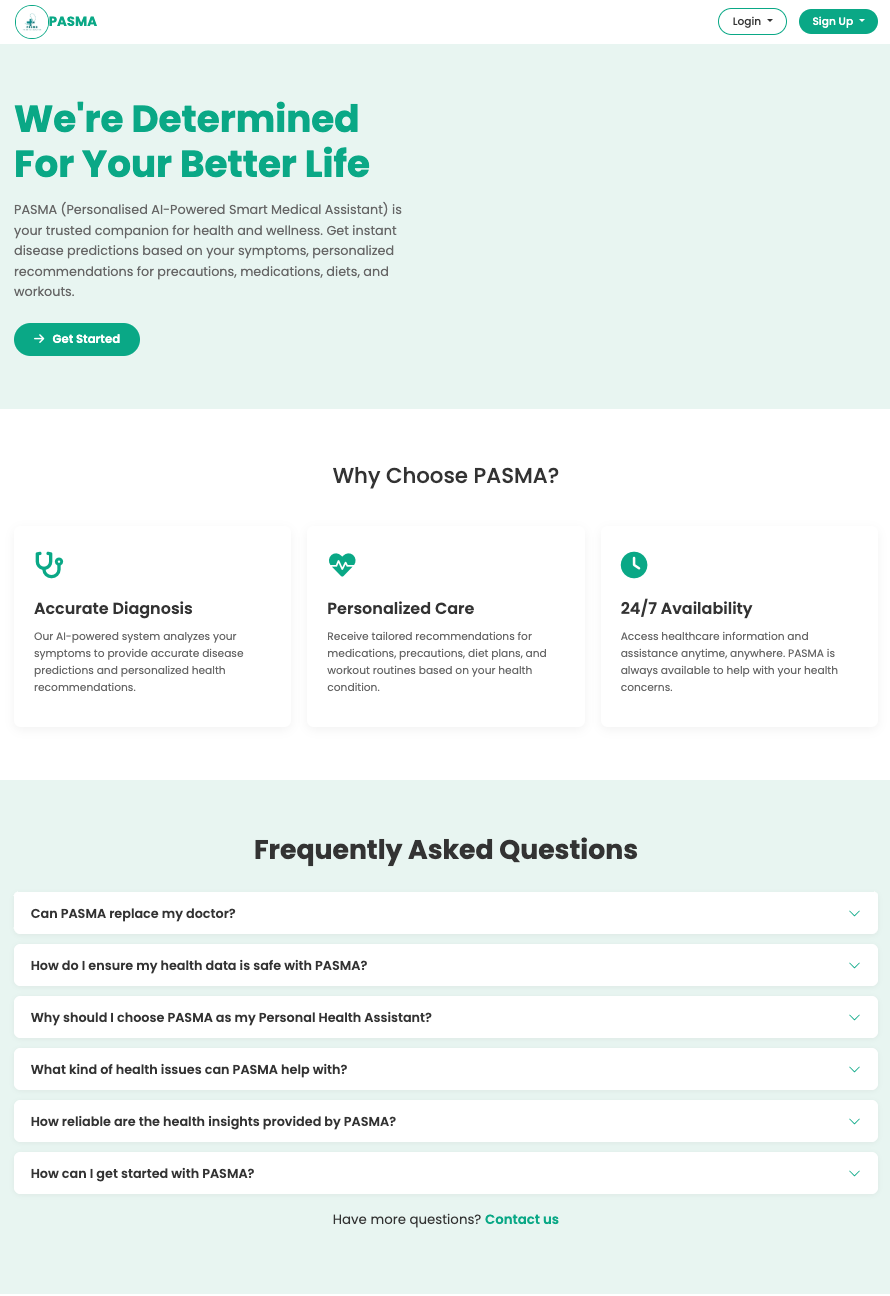 PASMA
Login
Sign Up
We're Determined
For Your Better Life
PASMA (Personalised AI-Powered Smart Medical Assistant) is
your trusted companion for health and wellness. Get instant
disease predictions based on your symptoms, personalized
recommendations for precautions, medications, diets, and
workouts.
Get Started
Why Choose PASMA?
Accurate Diagnosis
Our AI-powered system analyzes your
symptoms to provide accurate disease
predictions and personalized health
recommendations.
Personalized Care
Receive tailored recommendations for
medications, precautions, diet plans, and
workout routines based on your health
condition.
24/7 Availability
Access healthcare information and
assistance anytime, anywhere. PASMA is
always available to help with your health
concerns.
Frequently Asked Questions
Can PASMA replace my doctor?
How do I ensure my health data is safe with PASMA?
Why should I choose PASMA as my Personal Health Assistant?
What kind of health issues can PASMA help with?
How reliable are the health insights provided by PASMA?
How can I get started with PASMA?
Have more questions? Contact us